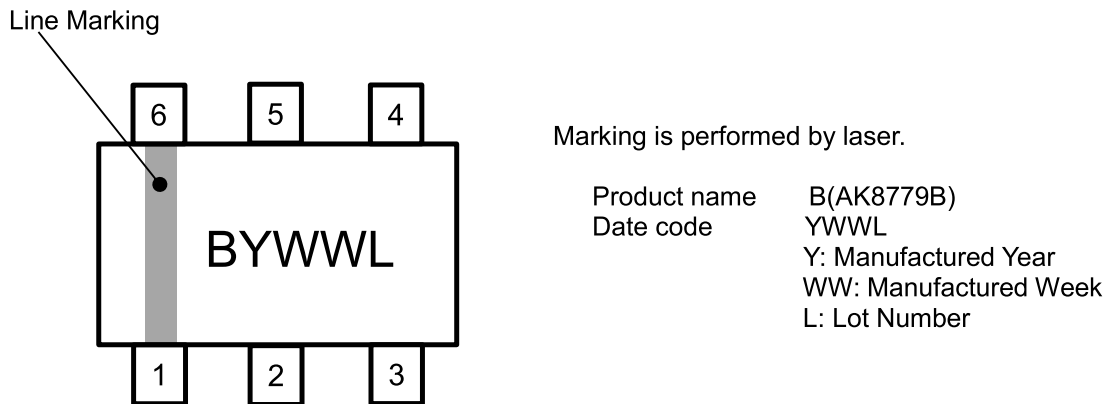 Line Marking
6 5 4
BYWWL
1 2 3
Marking is performed by laser.
Product name B(AK8779B)
Date code YWWL
Y: Manufactured Year
WW: Manufactured Week
L: Lot Number